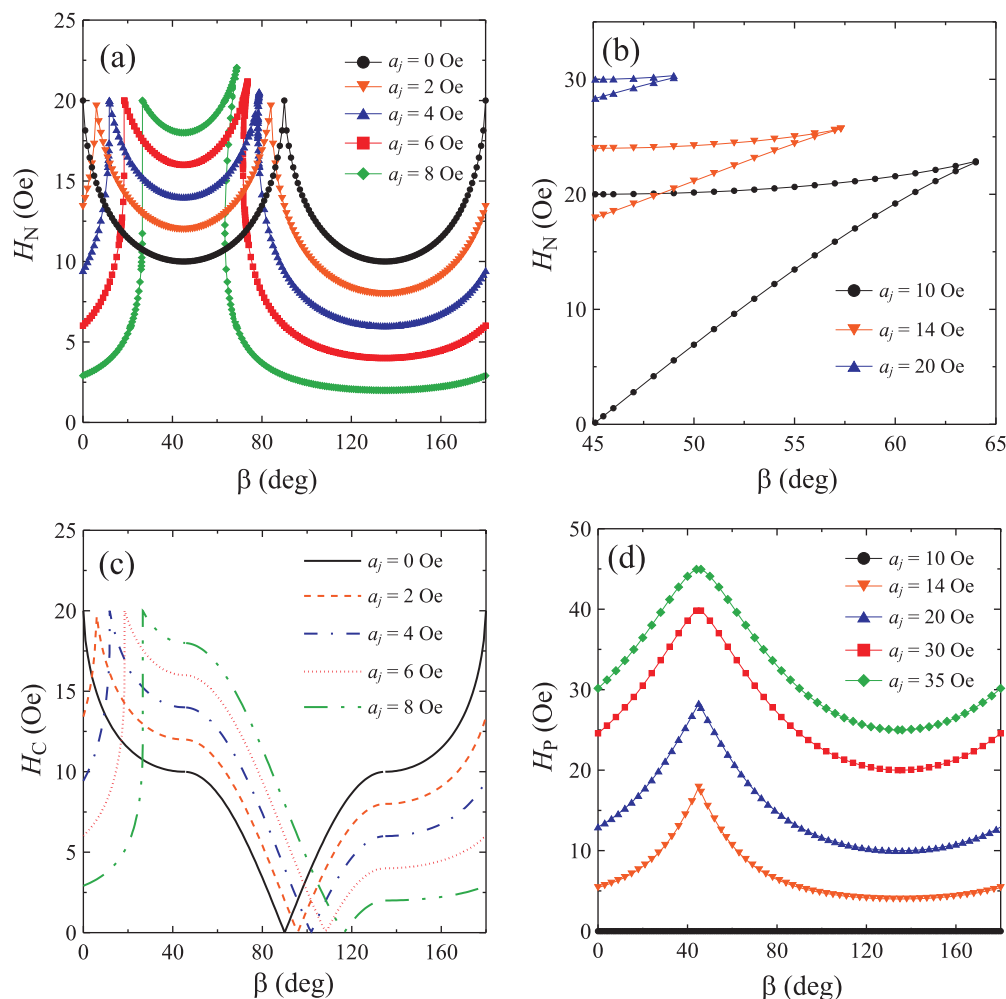 (a)
a_j = 0 Oe
a_j = 2 Oe
a_j = 4 Oe
a_j = 6 Oe
a_j = 8 Oe
H_N (Oe)
25
20
15
10
5
0
0 40 80 120 160
β (deg)
(b)
a_j = 10 Oe
a_j = 14 Oe
a_j = 20 Oe
H_N (Oe)
30
20
10
0
45 50 55 60 65
β (deg)
(c)
a_j = 0 Oe
a_j = 2 Oe
a_j = 4 Oe
a_j = 6 Oe
a_j = 8 Oe
H_C (Oe)
25
20
15
10
5
0
0 40 80 120 160
β (deg)
(d)
a_j = 10 Oe
a_j = 14 Oe
a_j = 20 Oe
a_j = 30 Oe
a_j = 35 Oe
H_P (Oe)
50
40
30
20
10
0
0 40 80 120 160
β (deg)